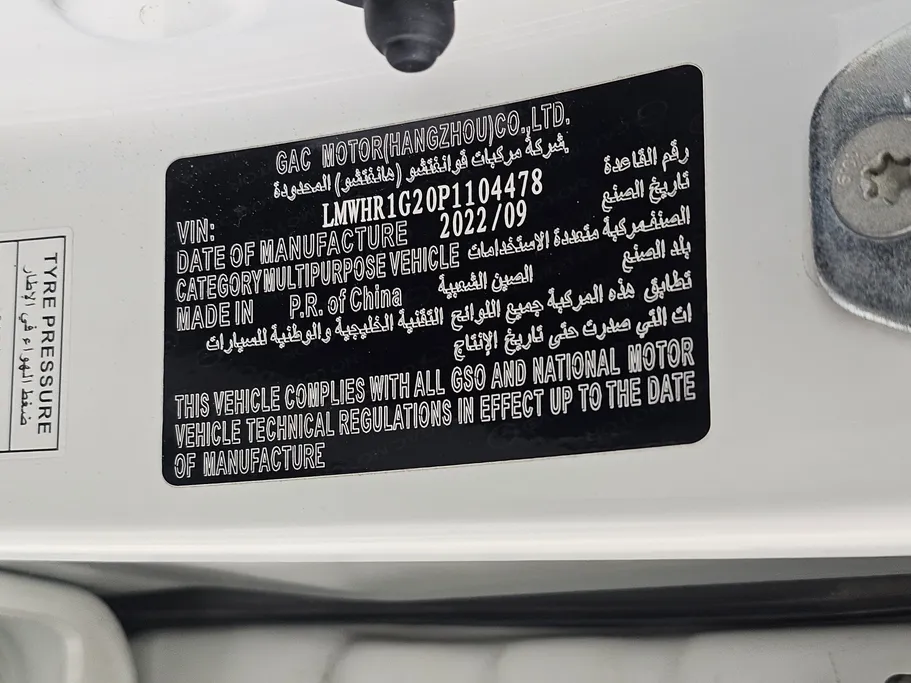 GAC MOTOR(HANGZHOU)CO.,LTD.
شركة مركبات قوانغتشو (هانغتشو) المحدودة.
رقم القاعدة
VIN: LMWHR1G20P1104478
تاريخ الصنع
DATE OF MANUFACTURE 2022/09
CATEGORY MULTIPURPOSE VEHICLE الصنف:مركبة متعددة الاستخدامات
بلد الصنع
MADE IN P.R. of China الصين الشعبية
تطابق هذه المركبة جميع اللوائح التقنية الخليجية والوطنية للسيارات
ات التي صدرت حتى تاريخ الإنتاج
THIS VEHICLE COMPLIES WITH ALL GSO AND NATIONAL MOTOR
VEHICLE TECHNICAL REGULATIONS IN EFFECT UP TO THE DATE
OF MANUFACTURE
TYRE PRESSURE
ضغط الهواء في الإطار